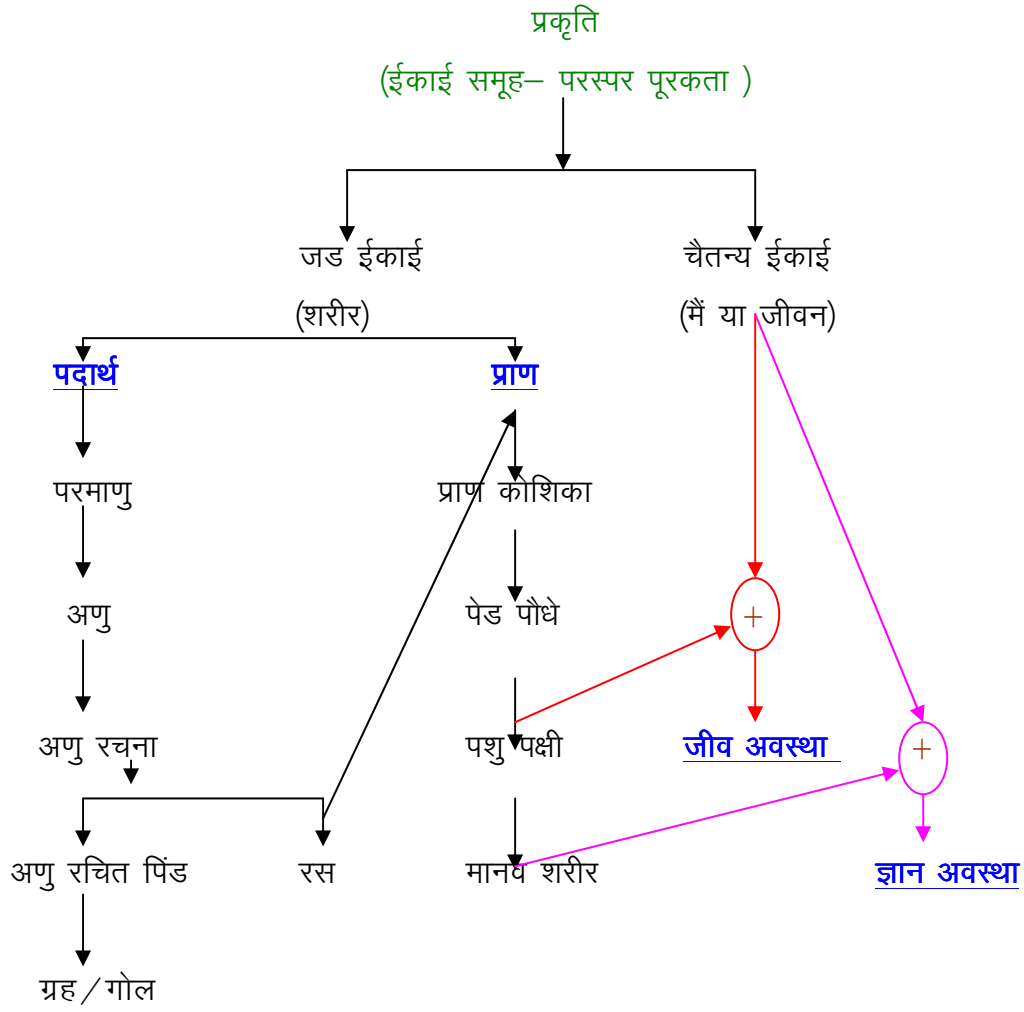 प्रकृति
(ईकाई समूह– परस्पर पूरकता )
जड ईकाई
चैतन्य ईकाई
(शरीर)
(मैं या जीवन)
पदार्थ
प्राण
परमाणु
प्राण कोशिका
अणु
पेड पौधे
+
अणु रचना
पशु पक्षी
जीव अवस्था
+
अणु रचित पिंड
रस
मानव शरीर
ज्ञान अवस्था
ग्रह/गोल